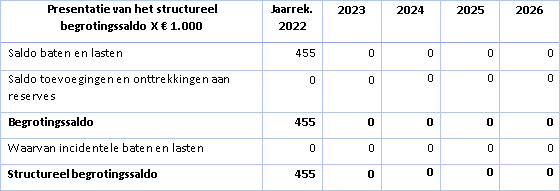 Presentatie van het structureel Jaarrek. 2023 2024 2025 2026
begrotingssaldo X € 1.000 2022
Saldo baten en lasten 455 0 0 0 0
Saldo toevoegingen en onttrekkingen aan 0 0 0 0 0
reserves
Begrotingssaldo 455 0 0 0 0
Waarvan incidentele baten en lasten 0 0 0 0 0
Structureel begrotingssaldo 455 0 0 0 0